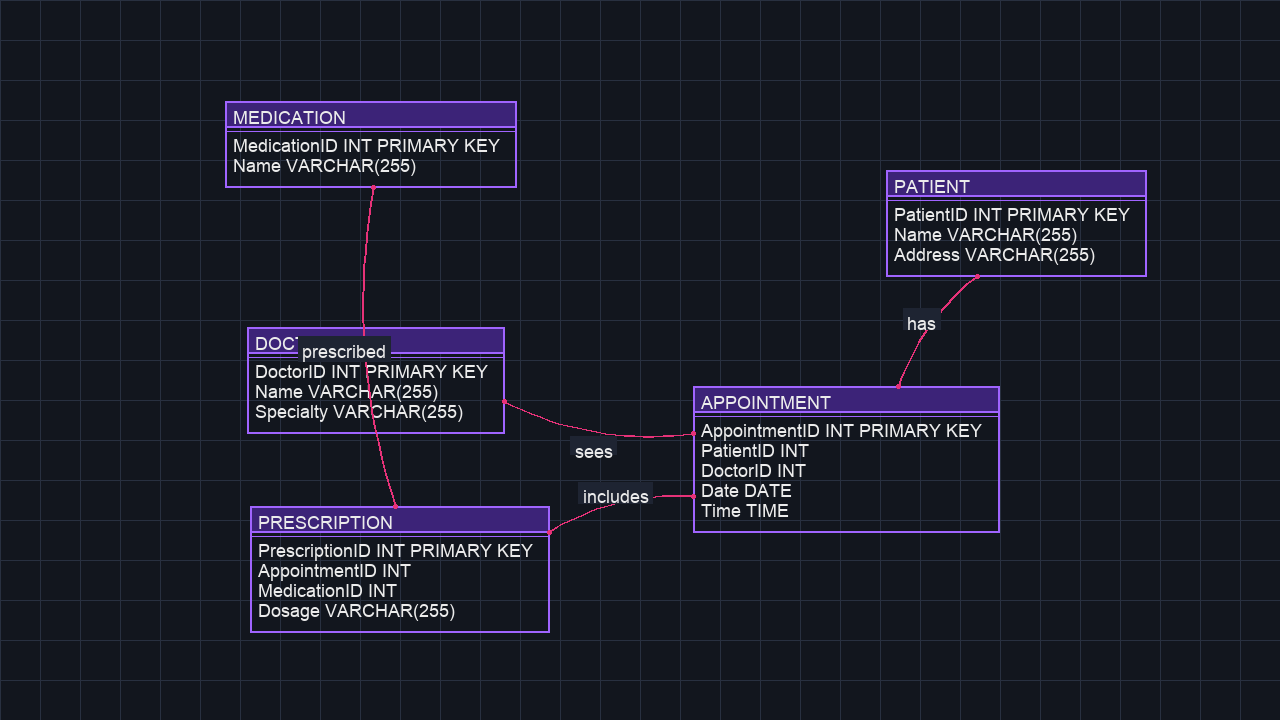 MEDICATION
MedicationID INT PRIMARY KEY
Name VARCHAR(255)
PATIENT
PatientID INT PRIMARY KEY
Name VARCHAR(255)
Address VARCHAR(255)
has
DOC
prescribed
DoctorID INT PRIMARY KEY
Name VARCHAR(255)
Specialty VARCHAR(255)
sees
APPOINTMENT
AppointmentID INT PRIMARY KEY
PatientID INT
DoctorID INT
Date DATE
Time TIME
includes
PRESCRIPTION
PrescriptionID INT PRIMARY KEY
AppointmentID INT
MedicationID INT
Dosage VARCHAR(255)